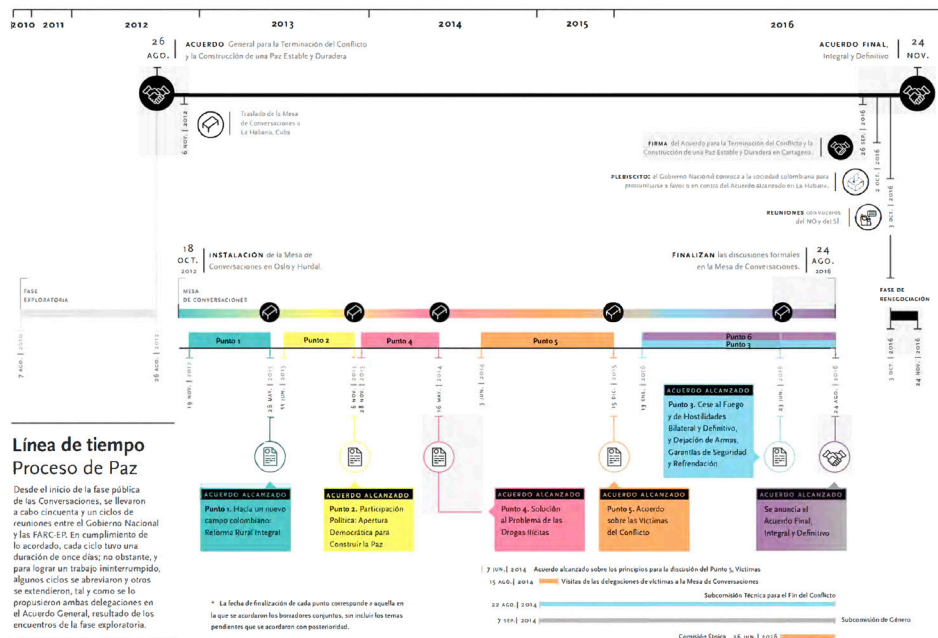 2010 2011 2012 2013 2014 2015 2016
26 AGO.
ACUERDO General para la Terminación del Conflicto
y la Construcción de una Paz Estable y Duradera
ACUERDO FINAL,
Integral y Definitivo
24 NOV.
6 NOV. | 2012
Traslado de la Mesa
de Conversaciones a
La Habana, Cuba
26 SEP. | 2016
2 OCT. | 2016
3 OCT. | 2016
FIRMA del Acuerdo para la Terminación del Conflicto y la
Construcción de una Paz Estable y Duradera en Cartagena.
PLEBISCITO: el Gobierno Nacional convoca a la sociedad colombiana para
pronunciarse a favor o en contra del Acuerdo alcanzado en La Habana.
REUNIONES con voceros
del NO y del SÍ.
18 OCT. 2012
INSTALACIÓN de la Mesa de
Conversaciones en Oslo y Hurdal.
FINALIZAN las discusiones formales
en la Mesa de Conversaciones.
24 AGO. 2016
FASE
EXPLORATORIA
MESA
DE CONVERSACIONES
FASE DE
RENEGOCIACIÓN
Punto 1
Punto 2
Punto 4
Punto 5
Punto 6
Punto 3
7 AGO. | 2010
26 AGO. | 2012
19 NOV. | 2012
26 MAY. | 2013
11 JUN. | 2013
6 NOV. | 2013
28 NOV. | 2013
16 MAY. | 2014
3 JUN. | 2014
15 DIC. | 2015
13 ENE. | 2016
23 JUN. | 2016
24 AGO. | 2016
3 OCT. | 2016
24 NOV. | 2016
ACUERDO ALCANZADO
Punto 3. Cese al Fuego
y de Hostilidades
Bilateral y Definitivo,
y Dejación de Armas,
Garantías de Seguridad
y Refrendación
ACUERDO ALCANZADO
Punto 1. Hacia un nuevo
campo colombiano:
Reforma Rural Integral
ACUERDO ALCANZADO
Punto 2. Participación
Política: Apertura
Democrática para
Construir la Paz
ACUERDO ALCANZADO
Punto 4. Solución
al Problema de las
Drogas Ilícitas
ACUERDO ALCANZADO
Punto 5. Acuerdo
sobre las Víctimas
del Conflicto
ACUERDO ALCANZADO
Se anuncia el
Acuerdo Final,
Integral y Definitivo
Línea de tiempo
Proceso de Paz
Desde el inicio de la fase pública
de las Conversaciones, se llevaron
a cabo cincuenta y un ciclos de
reuniones entre el Gobierno Nacional
y las FARC-EP. En cumplimiento de
lo acordado, cada ciclo tuvo una
duración de once días; no obstante, y
para lograr un trabajo ininterrumpido,
algunos ciclos se abreviaron y otros
se extendieron, tal y como se lo
propusieron ambas delegaciones en
el Acuerdo General, resultado de los
encuentros de la fase exploratoria.
* La fecha de finalización de cada punto corresponde a aquella en
la que se acordaron los borradores conjuntos, sin incluir los temas
pendientes que se acordaron con posterioridad.
7 JUN. | 2014 Acuerdo alcanzado sobre los principios para la discusión del Punto 5, Víctimas
15 AGO. | 2014 Visitas de las delegaciones de víctimas a la Mesa de Conversaciones
Subcomisión Técnica para el Fin del Conflicto
22 AGO. | 2014
7 SEP. | 2014 Subcomisión de Género
Comisión Étnica 26 JUN. | 2016